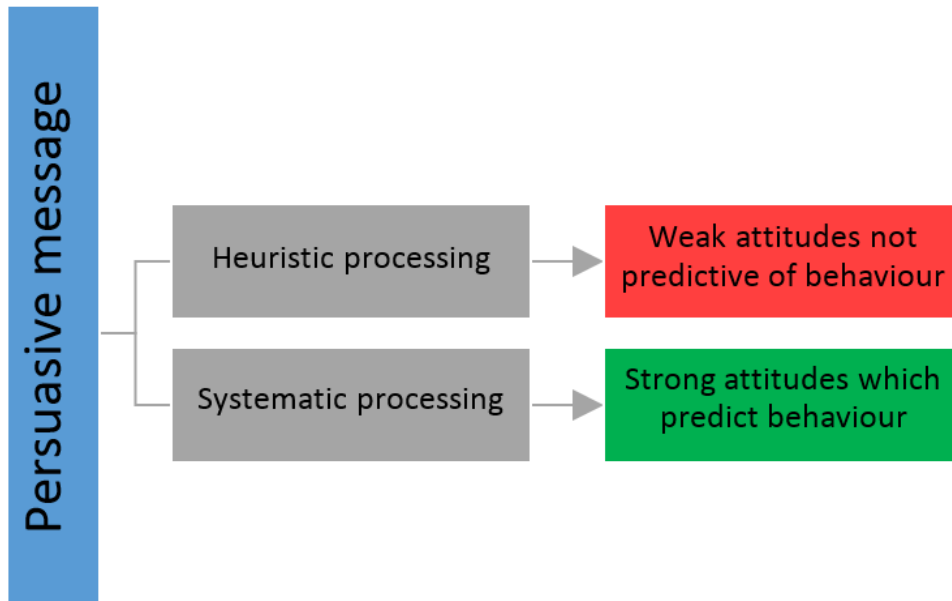 Persuasive message
Heuristic processing
Weak attitudes not
predictive of behaviour
Systematic processing
Strong attitudes which
predict behaviour